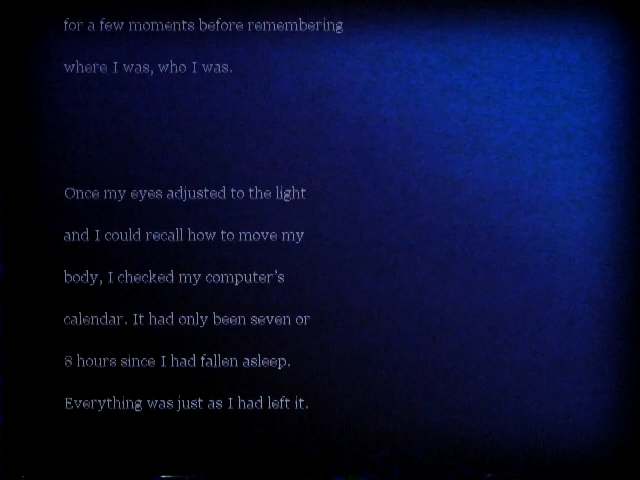 for a few moments before remembering
where I was, who I was.
Once my eyes adjusted to the light
and I could recall how to move my
body, I checked my computer's
calendar. It had only been seven or
8 hours since I had fallen asleep.
Everything was just as I had left it.